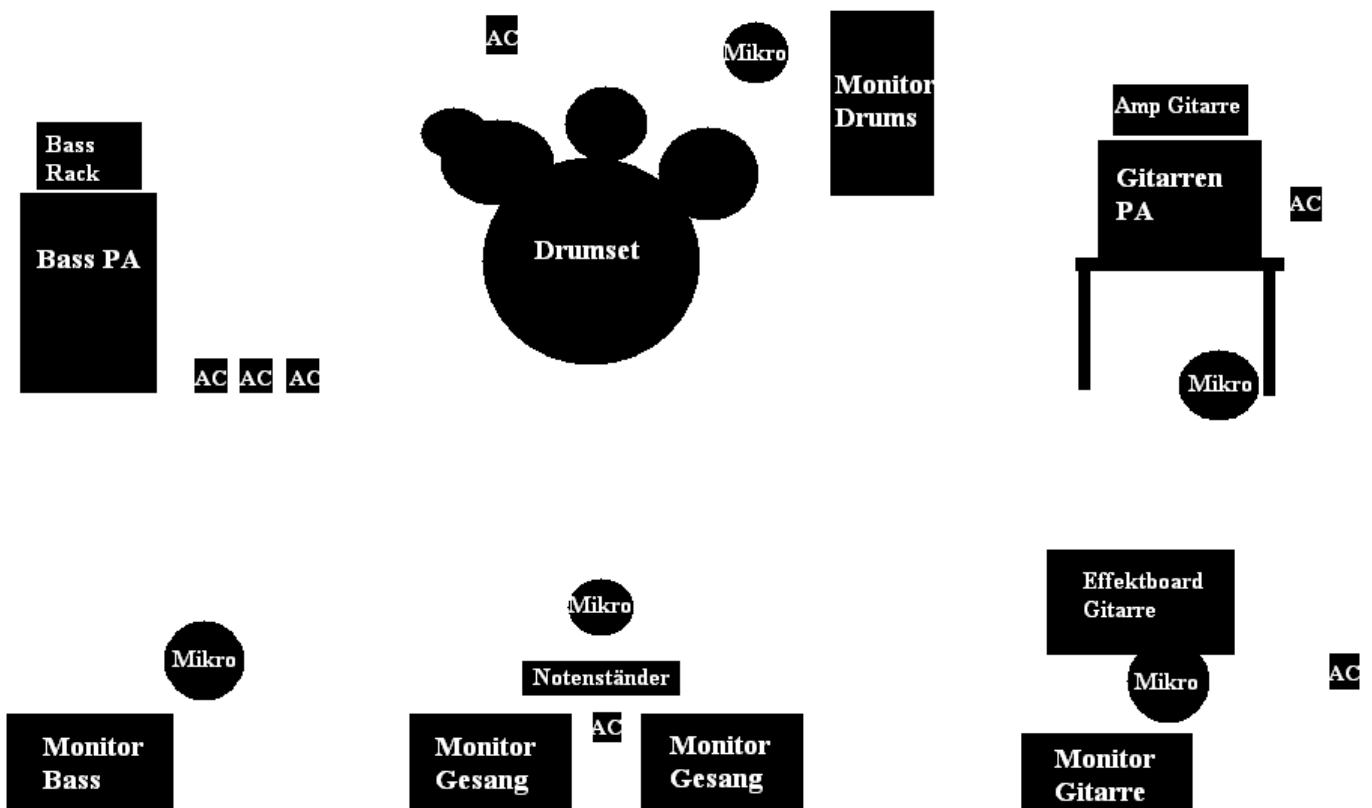 AC
Mikro
Monitor
Drums
Amp Gitarre
Bass
Rack
Gitarren
PA
AC
Bass PA
Drumset
AC AC AC
Mikro
Effektboard
Gitarre
Mikro
Mikro
Notenständer
Mikro
AC
Monitor
Bass
Monitor
Gesang
AC
Monitor
Gesang
Monitor
Gitarre